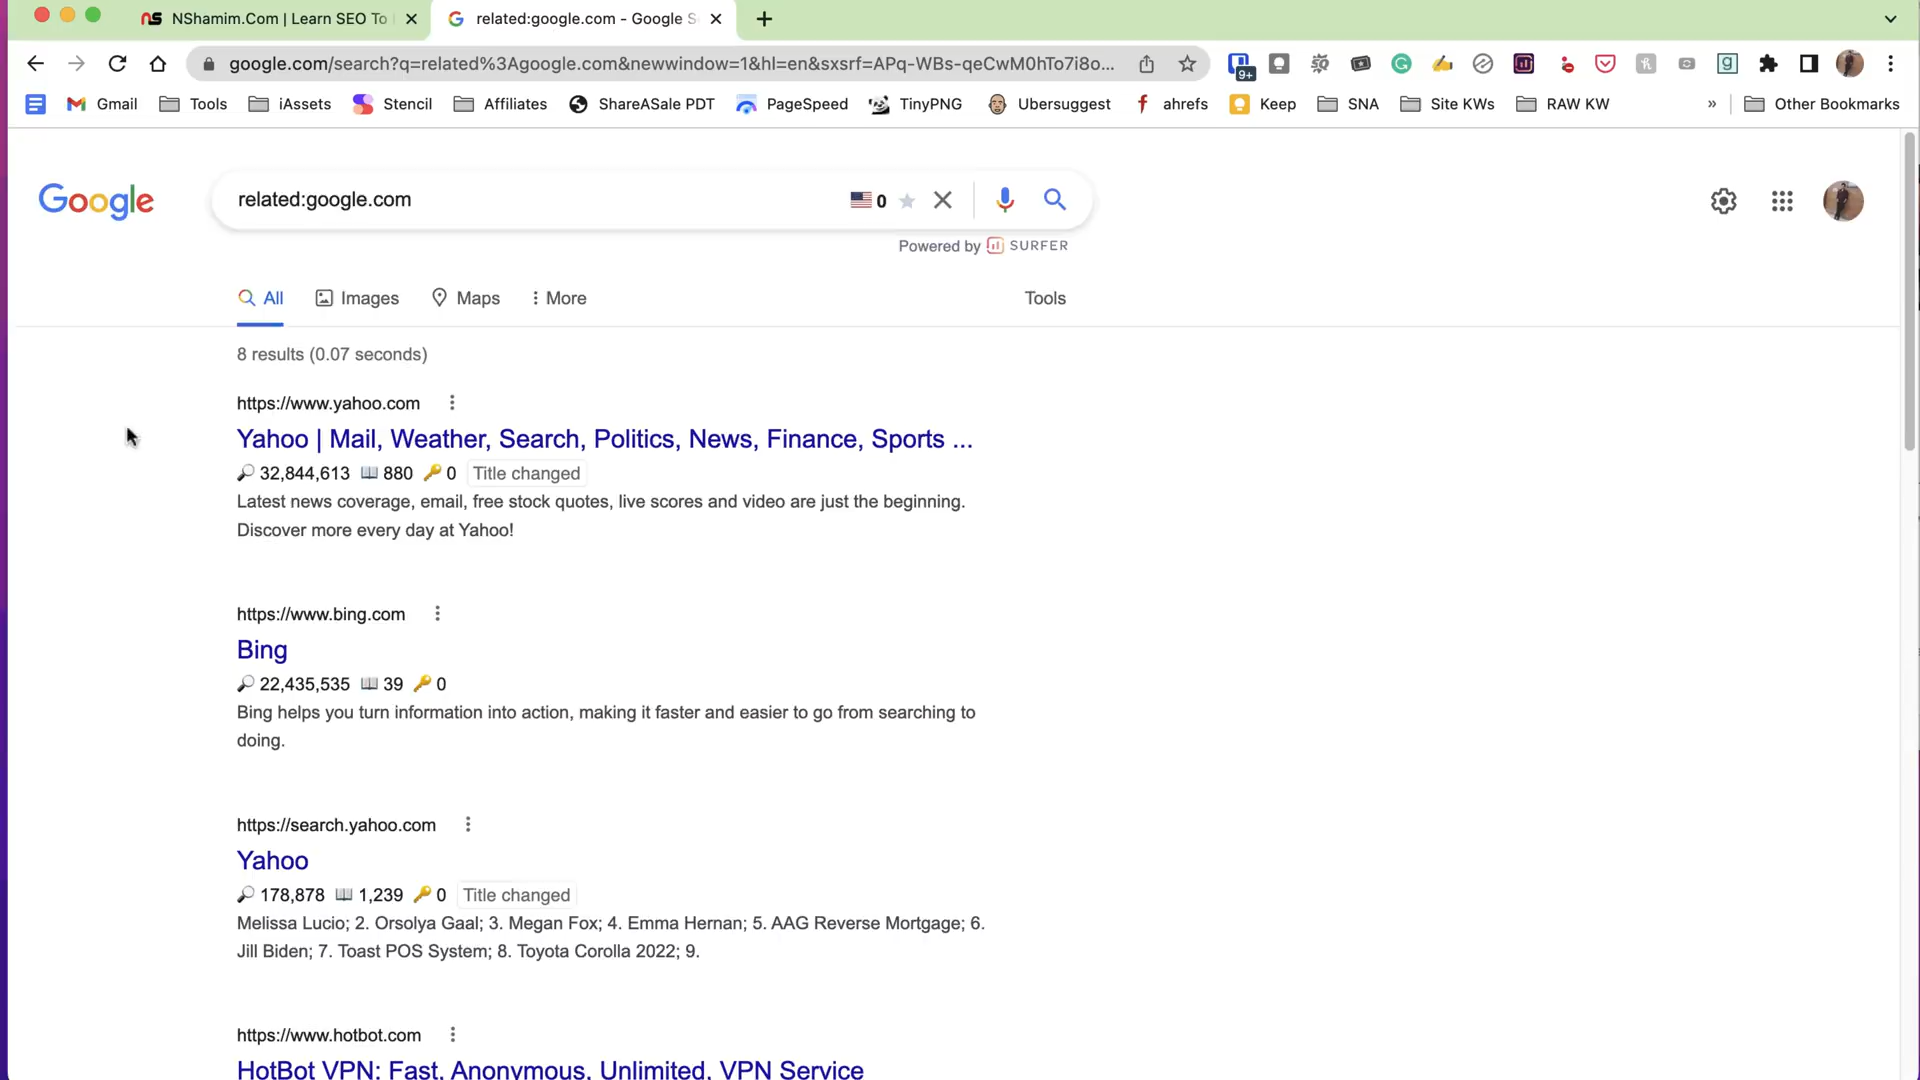 NShamim.Com | Learn SEO To
related:google.com - Google S
google.com/search?q=related%3Agoogle.com&newwindow=1&hl=en&sxsrf=APq-WBs-qeCwM0hTo7i8o...
9+
Gmail Tools iAssets Stencil Affiliates ShareASale PDT PageSpeed TinyPNG Ubersuggest ahrefs Keep SNA Site KWs RAW KW » Other Bookmarks
Google
related:google.com 0
Powered by SURFER
All Images Maps More Tools
8 results (0.07 seconds)
https://www.yahoo.com
Yahoo | Mail, Weather, Search, Politics, News, Finance, Sports ...
32,844,613 880 0 Title changed
Latest news coverage, email, free stock quotes, live scores and video are just the beginning.
Discover more every day at Yahoo!
https://www.bing.com
Bing
22,435,535 39 0
Bing helps you turn information into action, making it faster and easier to go from searching to
doing.
https://search.yahoo.com
Yahoo
178,878 1,239 0 Title changed
Melissa Lucio; 2. Orsolya Gaal; 3. Megan Fox; 4. Emma Hernan; 5. AAG Reverse Mortgage; 6.
Jill Biden; 7. Toast POS System; 8. Toyota Corolla 2022; 9.
https://www.hotbot.com
HotBot VPN: Fast, Anonymous, Unlimited, VPN Service